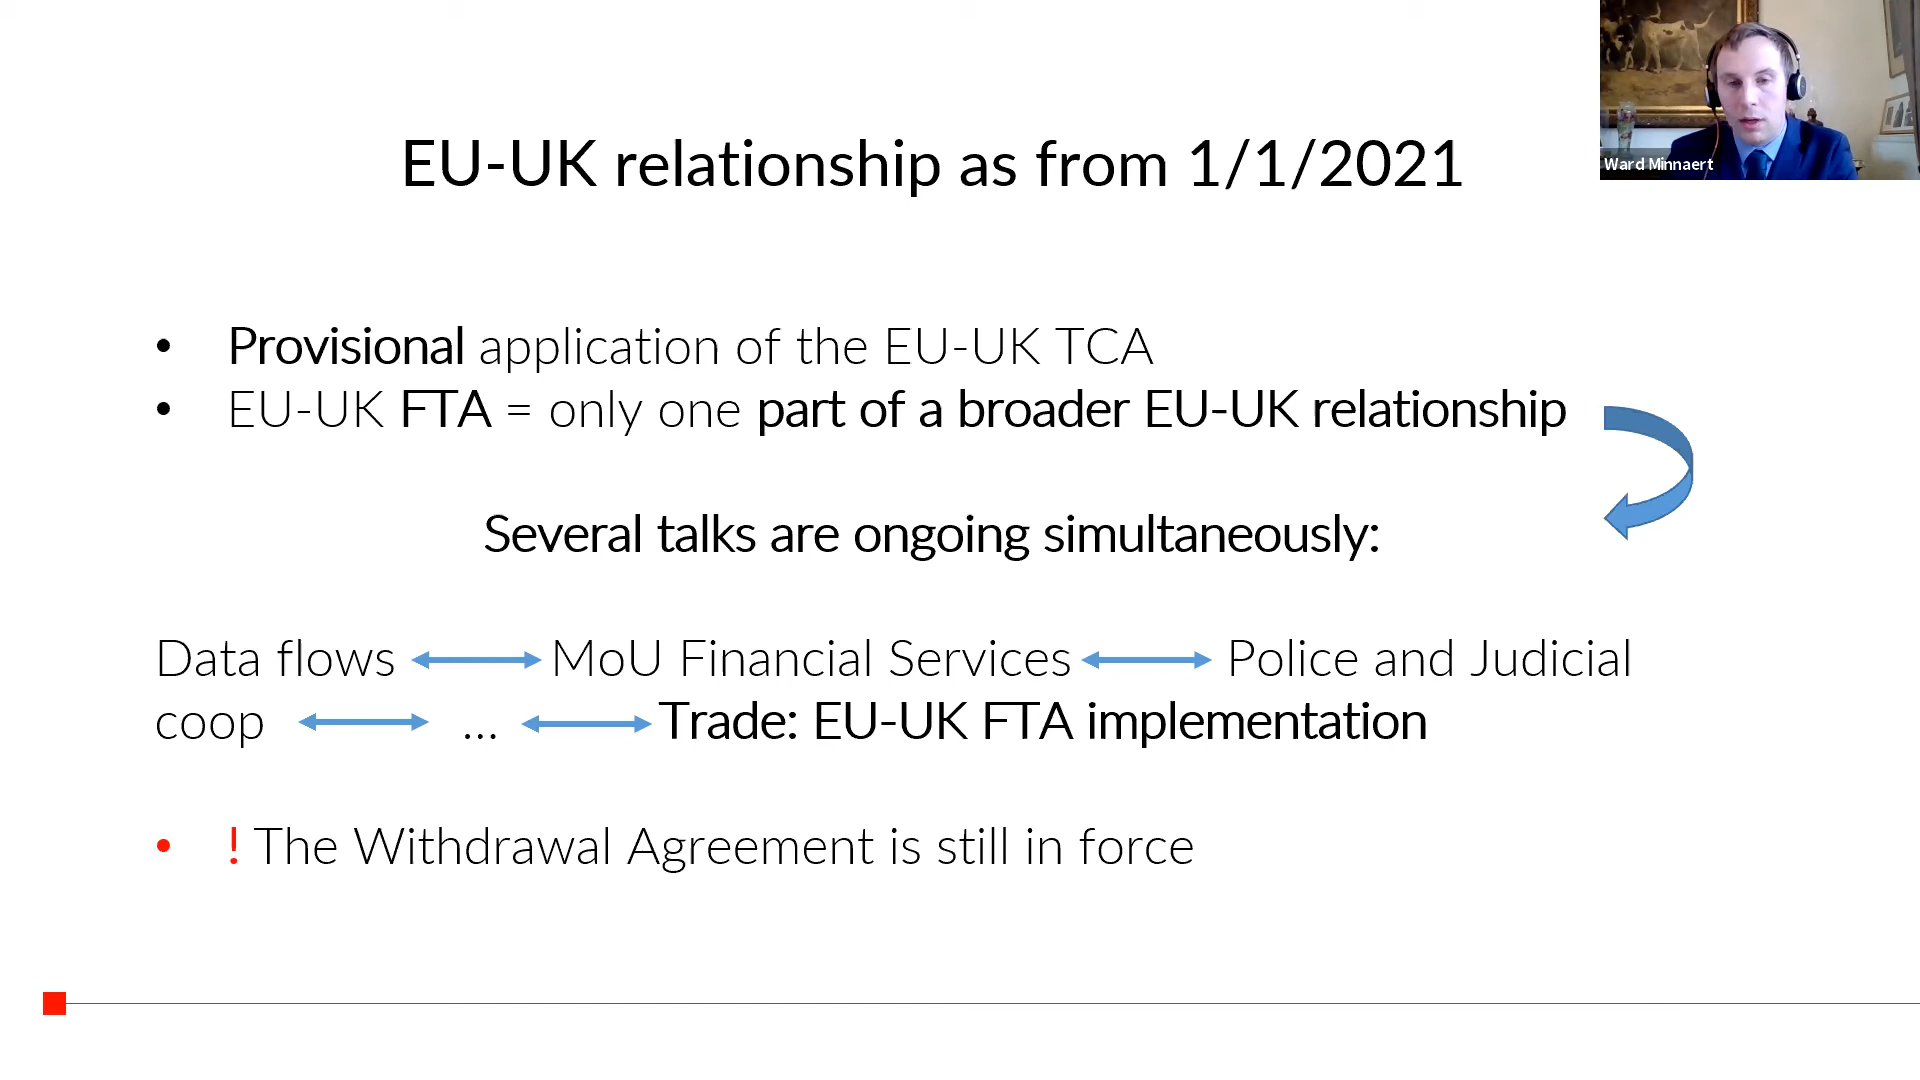 EU-UK relationship as from 1/1/2021
Ward Minnaert
• Provisional application of the EU-UK TCA
• EU-UK FTA = only one part of a broader EU-UK relationship
Several talks are ongoing simultaneously:
Data flows MoU Financial Services Police and Judicial
coop ... Trade: EU-UK FTA implementation
• ! The Withdrawal Agreement is still in force